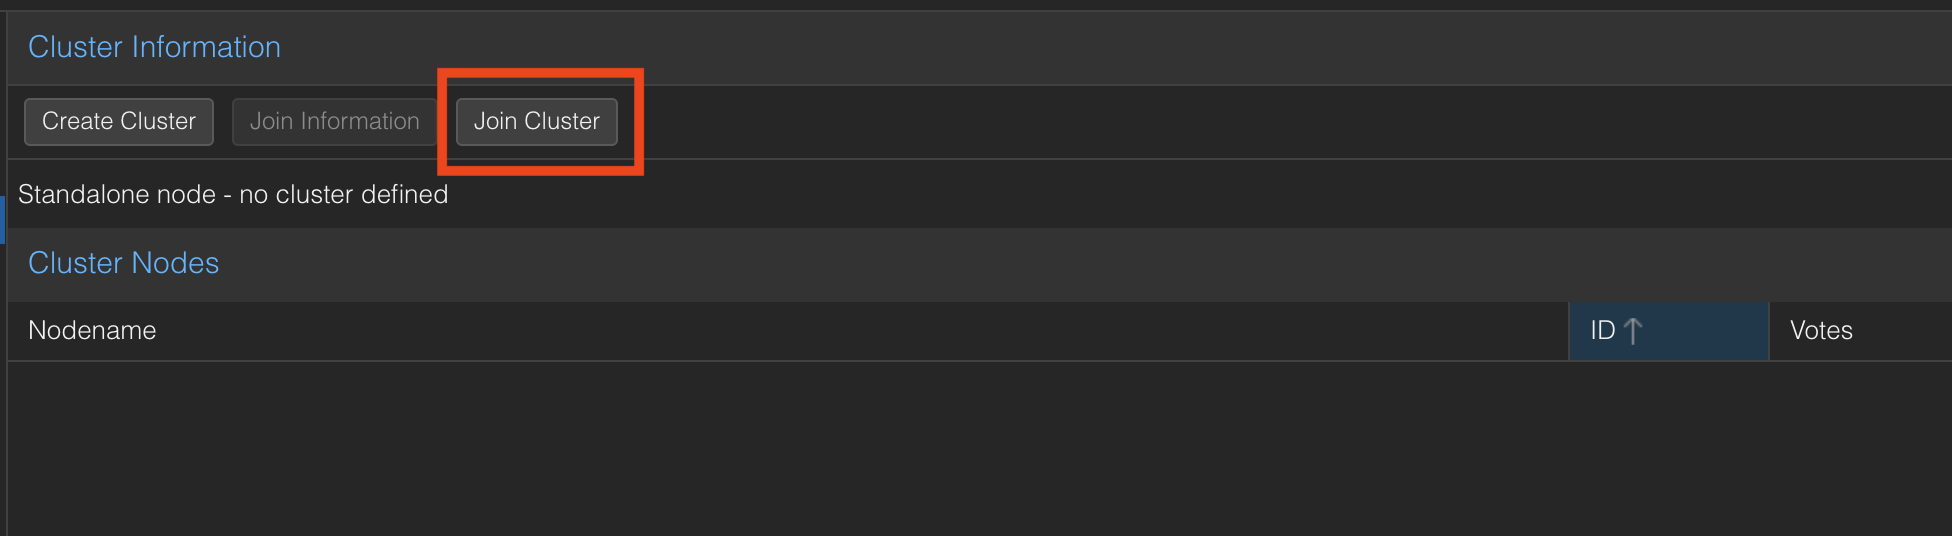 Cluster Information
Create Cluster Join Information Join Cluster
Standalone node - no cluster defined
Cluster Nodes
Nodename ID Votes